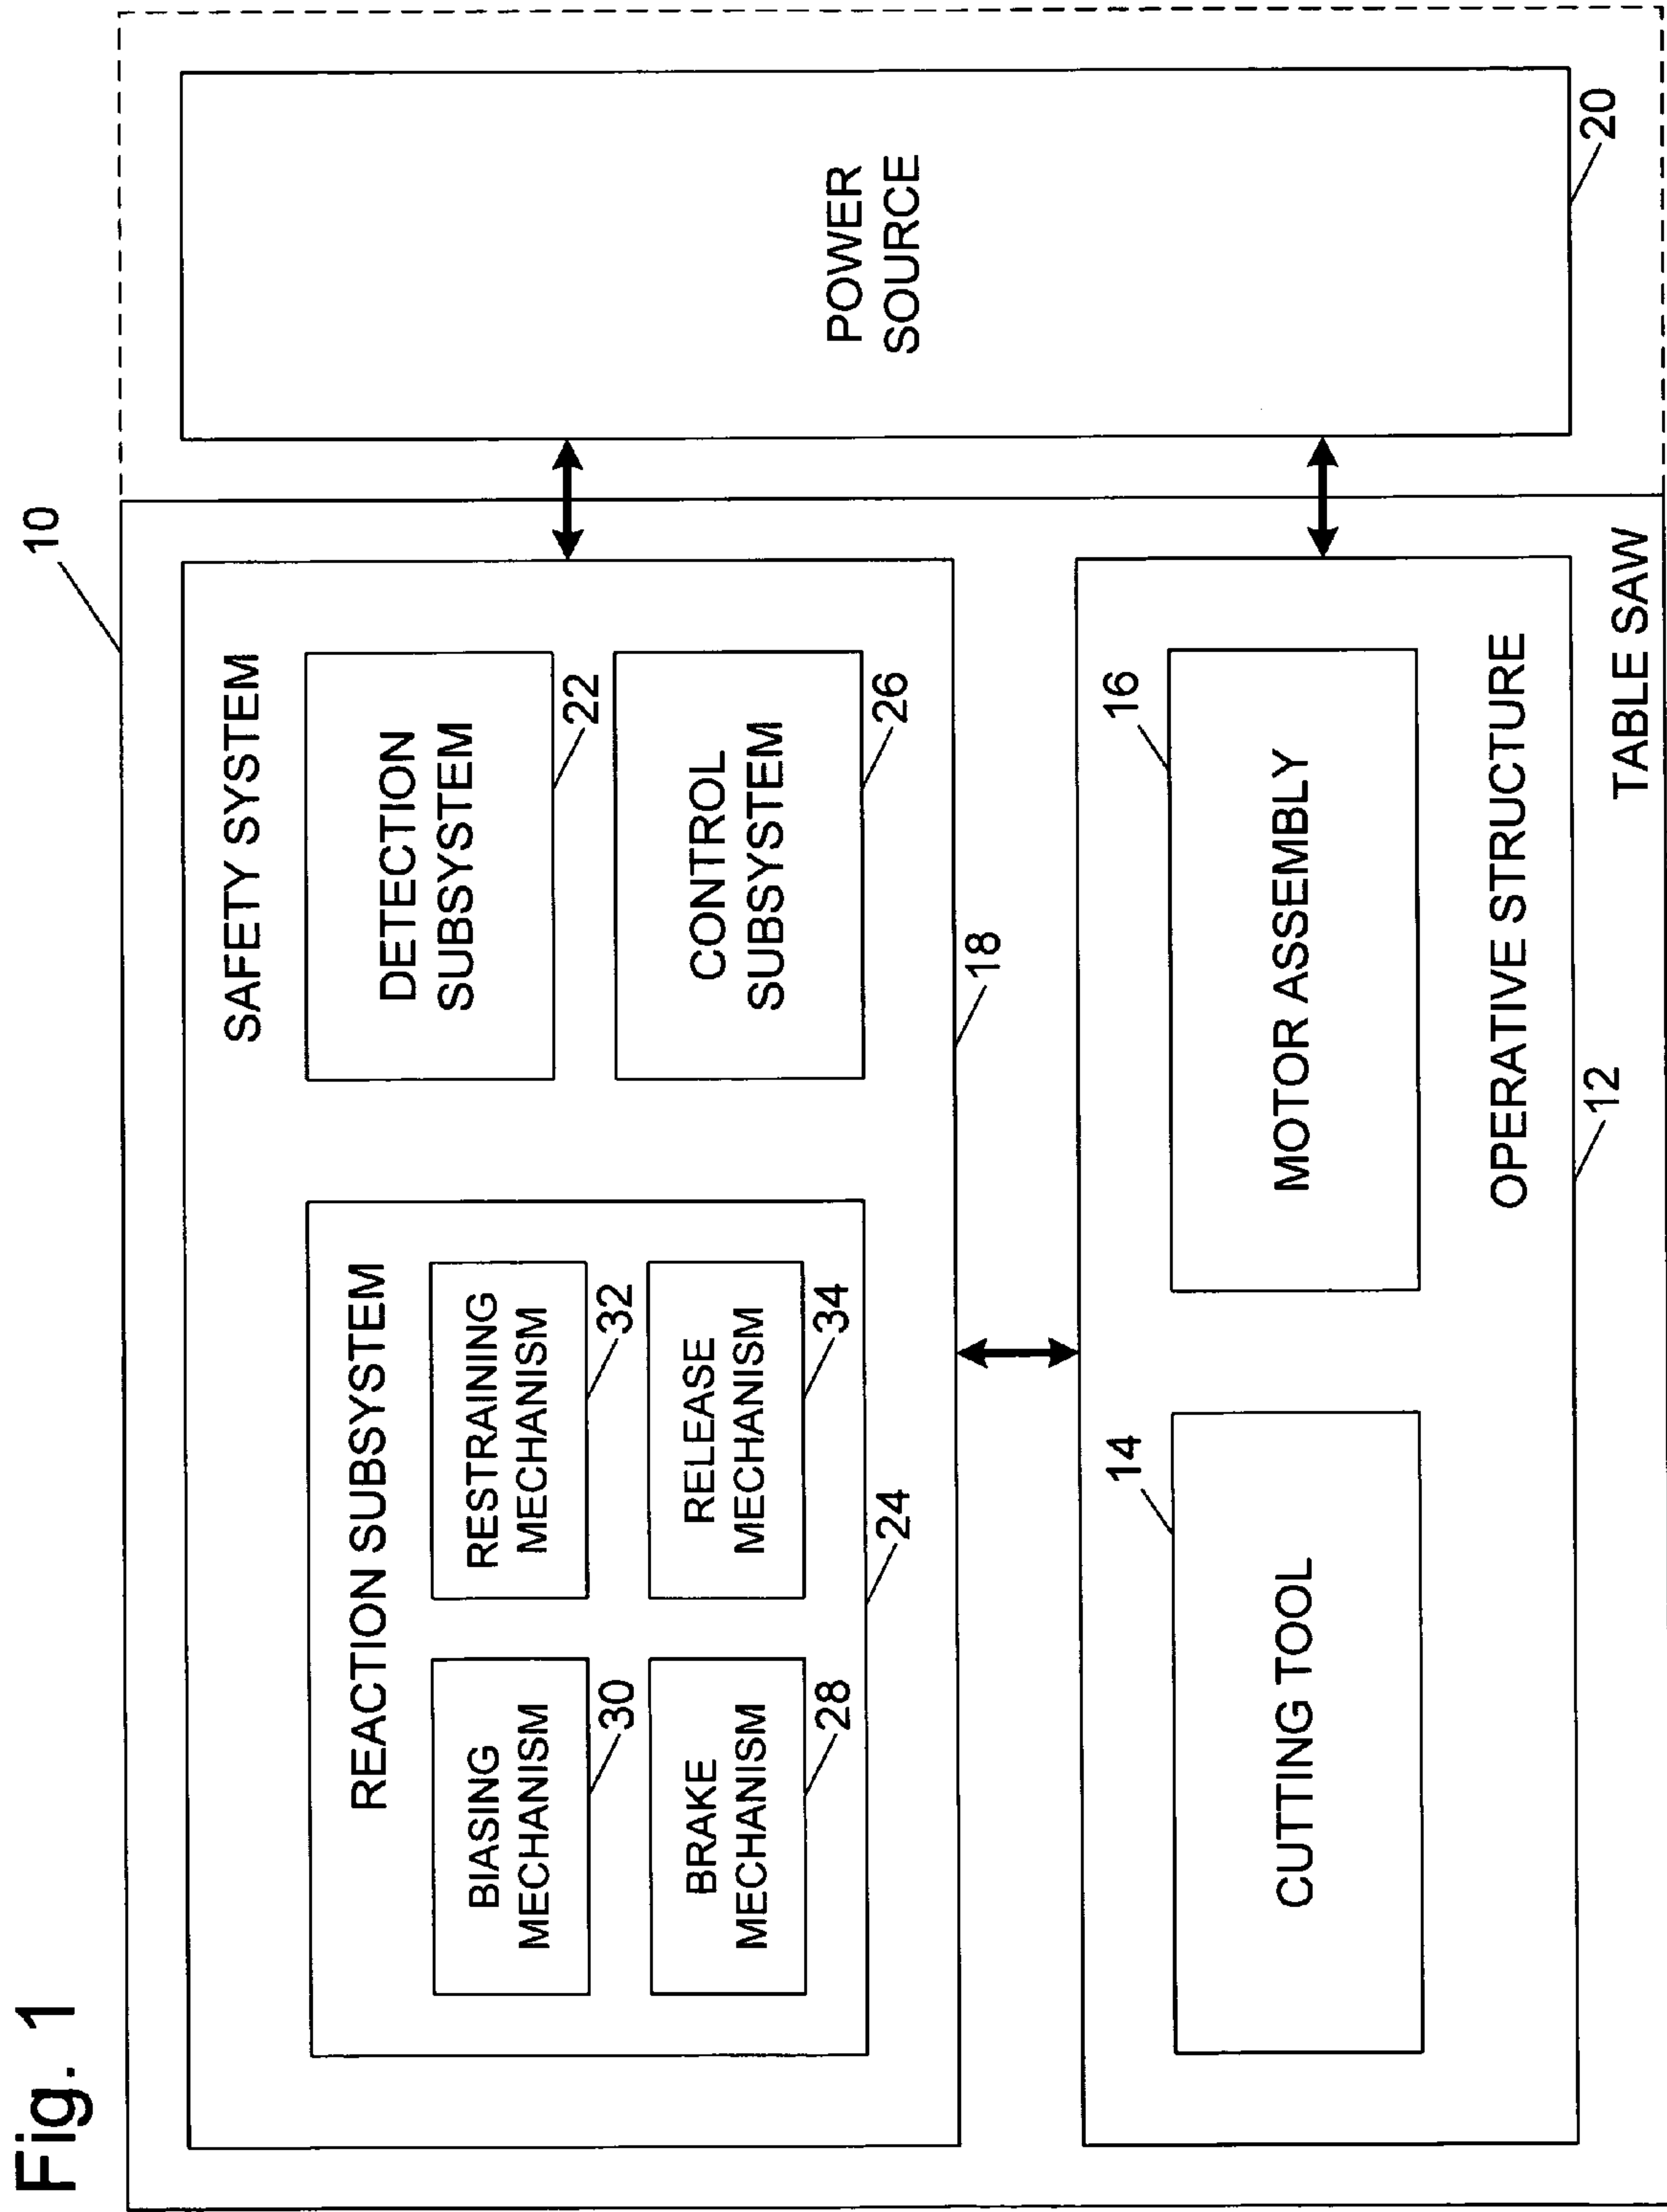 Fig. 1
10
SAFETY SYSTEM
REACTION SUBSYSTEM
BIASING
MECHANISM
30
RESTRAINING
MECHANISM
32
BRAKE
MECHANISM
28
RELEASE
MECHANISM
34
24
DETECTION
SUBSYSTEM
22
CONTROL
SUBSYSTEM
26
18
POWER
SOURCE
20
14
CUTTING TOOL
16
MOTOR ASSEMBLY
OPERATIVE STRUCTURE
12
TABLE SAW